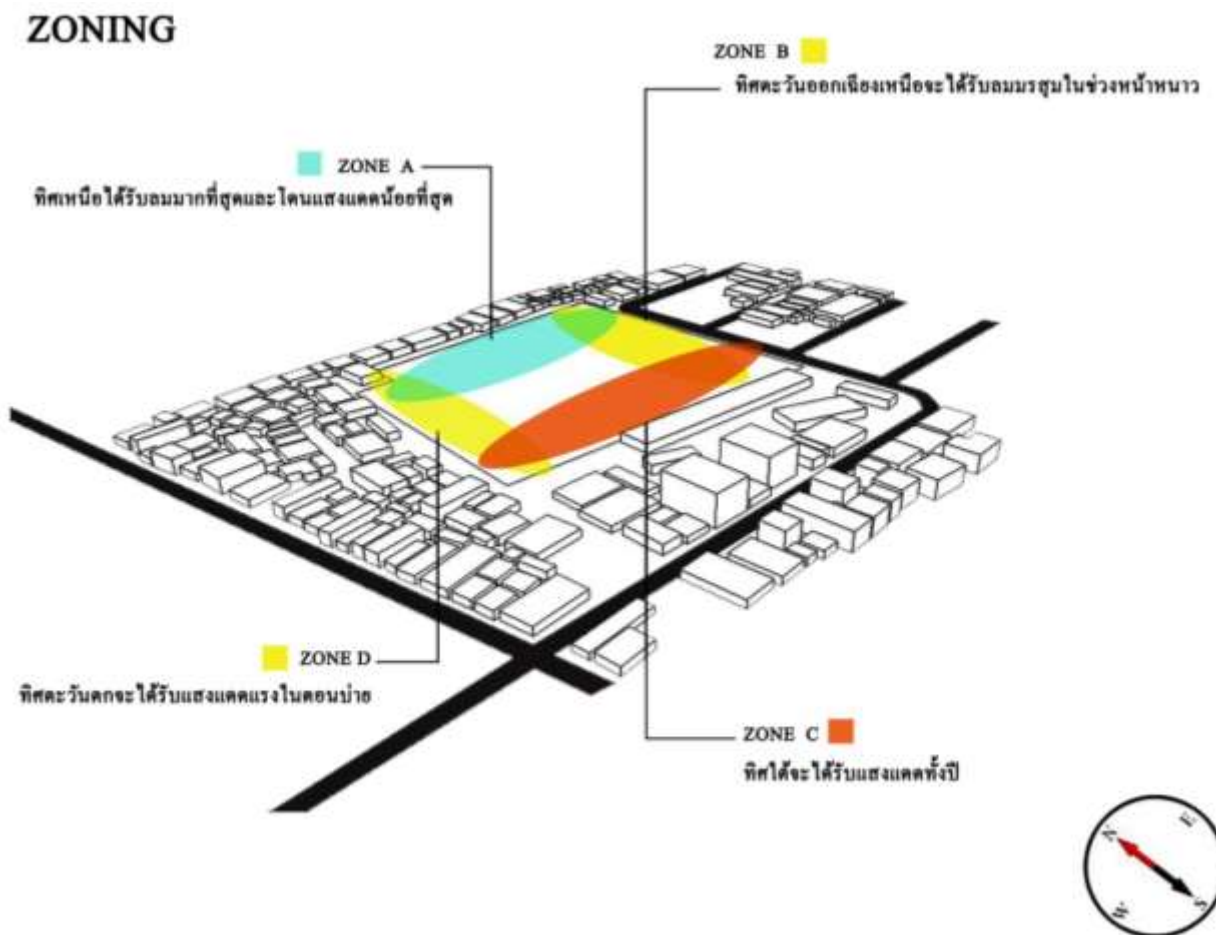 ZONING
ZONE B
ทิศตะวันออกเฉียงเหนือจะได้รับลมมรสุมในช่วงหน้าหนาว
ZONE A
ทิศเหนือได้รับลมมากที่สุดและโดนแสงแดดน้อยที่สุด
ZONE D
ทิศตะวันตกจะได้รับแสงแดดแรงในตอนบ่าย
ZONE C
ทิศใต้จะได้รับแสงแดดทั้งปี
N
E
W
S